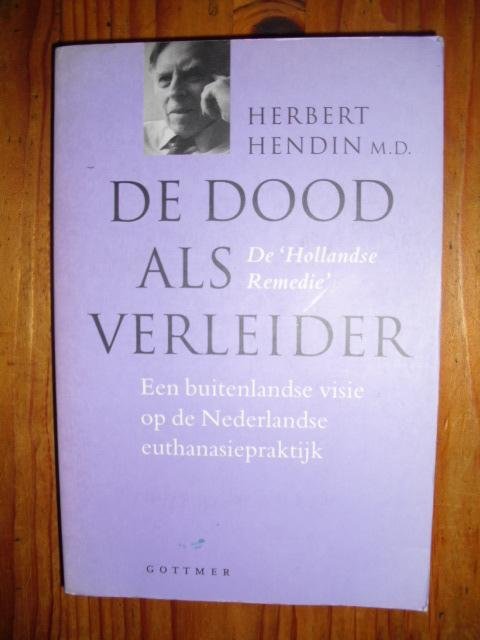 HERBERT
HENDIN M.D.
DE DOOD
ALS De 'Hollandse
Remedie'
VERLEIDER
Een buitenlandse visie
op de Nederlandse
euthanasiepraktijk
GOTTMER